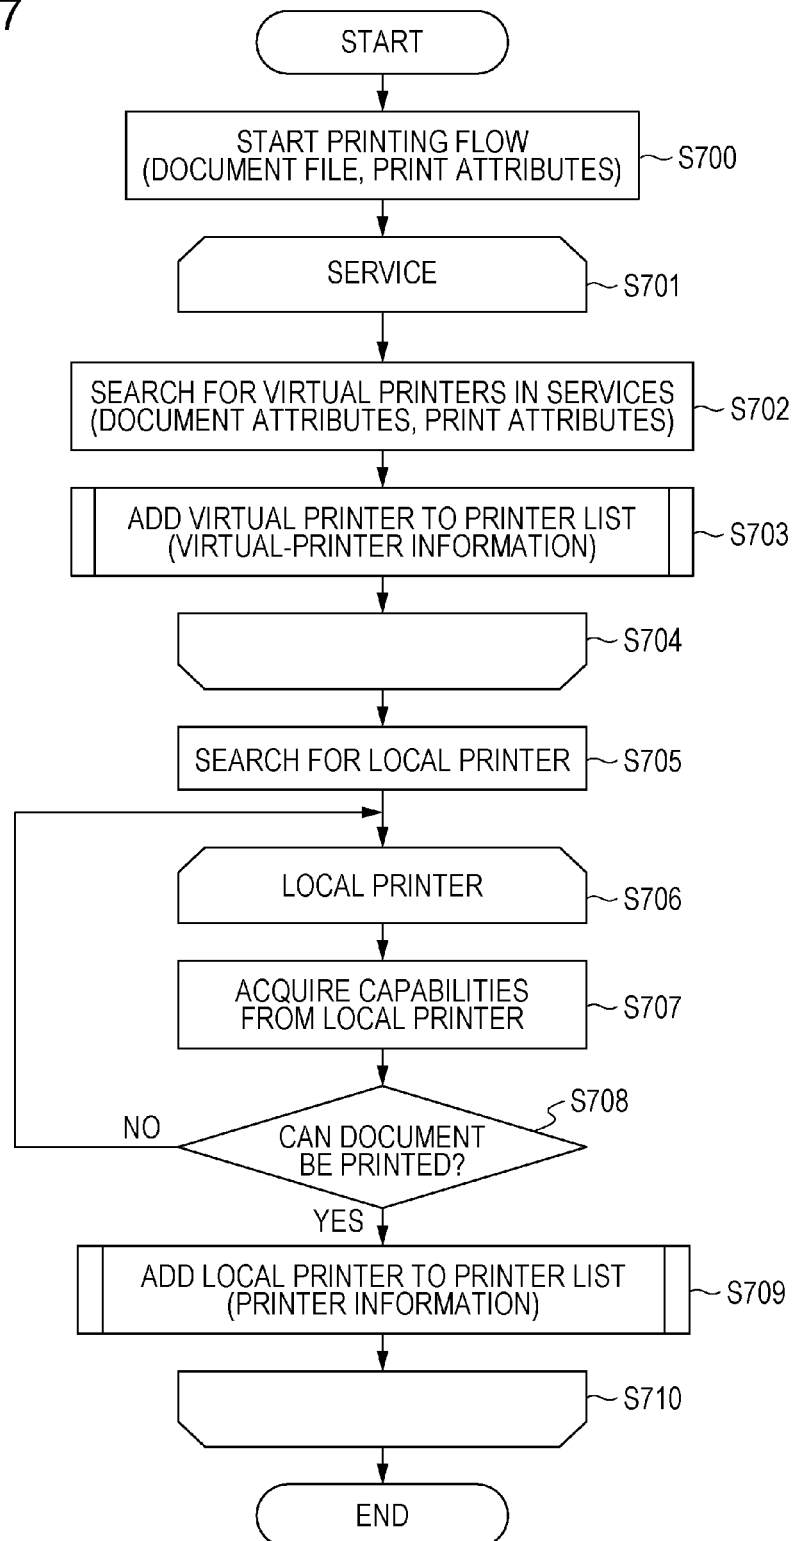 7
START
START PRINTING FLOW
(DOCUMENT FILE, PRINT ATTRIBUTES)
S700
SERVICE
S701
SEARCH FOR VIRTUAL PRINTERS IN SERVICES
(DOCUMENT ATTRIBUTES, PRINT ATTRIBUTES)
S702
ADD VIRTUAL PRINTER TO PRINTER LIST
(VIRTUAL-PRINTER INFORMATION)
S703
S704
SEARCH FOR LOCAL PRINTER
S705
LOCAL PRINTER
S706
ACQUIRE CAPABILITIES
FROM LOCAL PRINTER
S707
S708
NO
CAN DOCUMENT
BE PRINTED?
YES
ADD LOCAL PRINTER TO PRINTER LIST
(PRINTER INFORMATION)
S709
S710
END